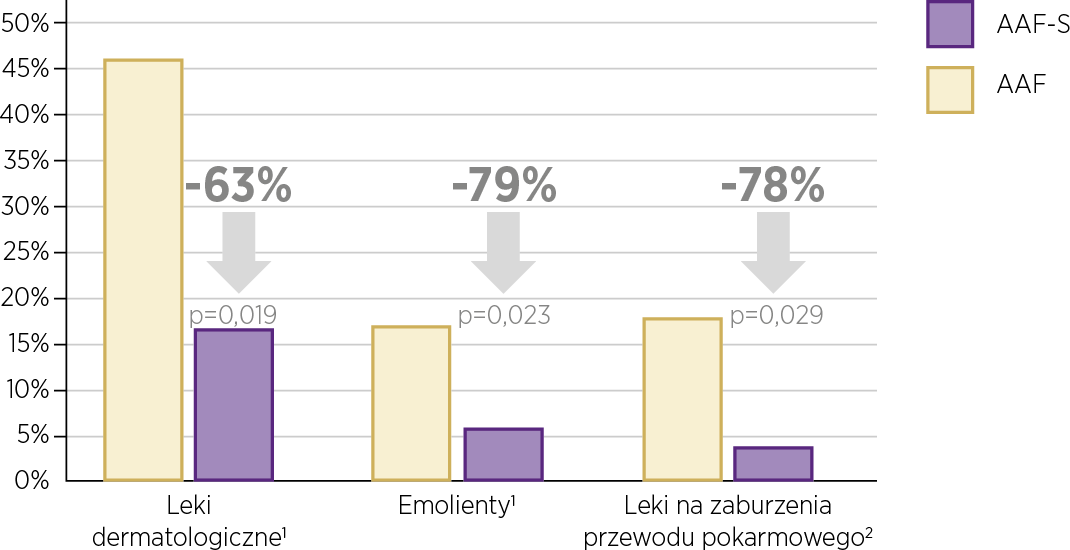 50%
45%
40%
35%
30%
25%
20%
15%
10%
5%
0%
-63%
p=0,019
-79%
p=0,023
-78%
p=0,029
Leki
dermatologiczne¹
Emolienty¹
Leki na zaburzenia
przewodu pokarmowego²
AAF-S
AAF